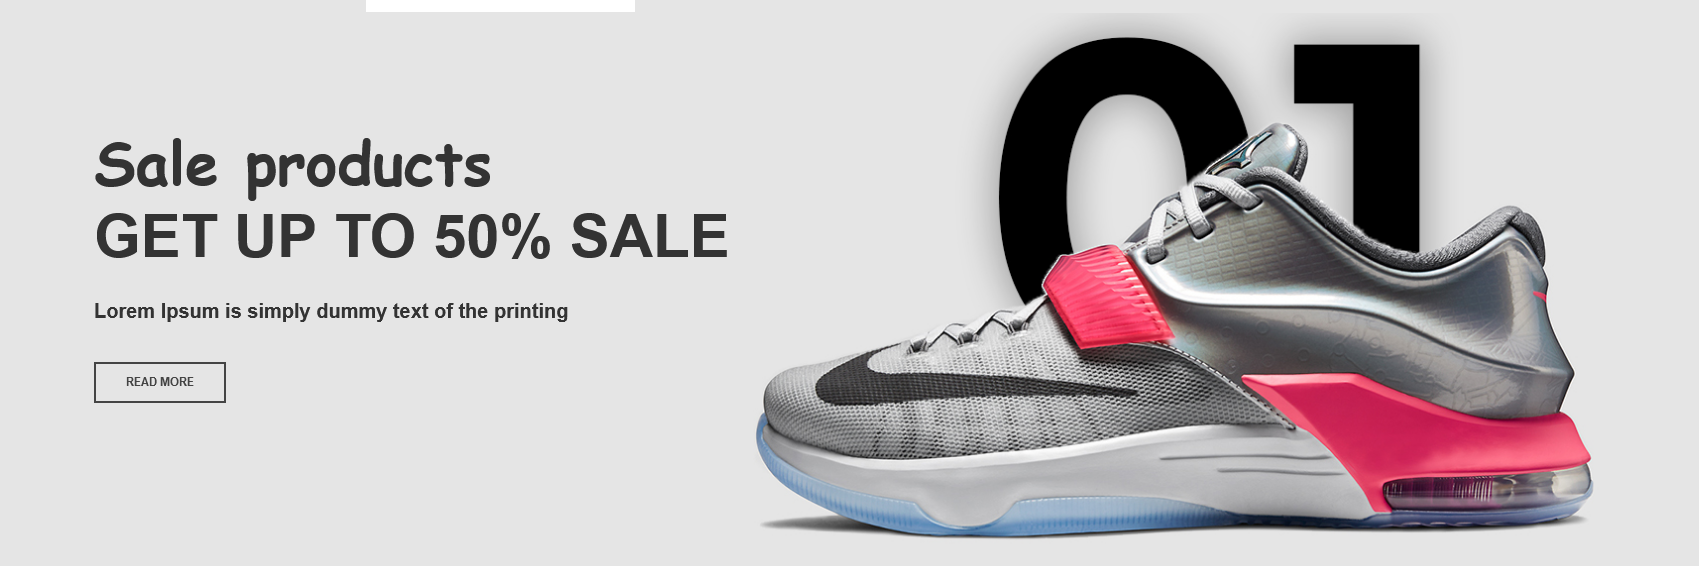 01
Sale products
GET UP TO 50% SALE
Lorem Ipsum is simply dummy text of the printing
READ MORE